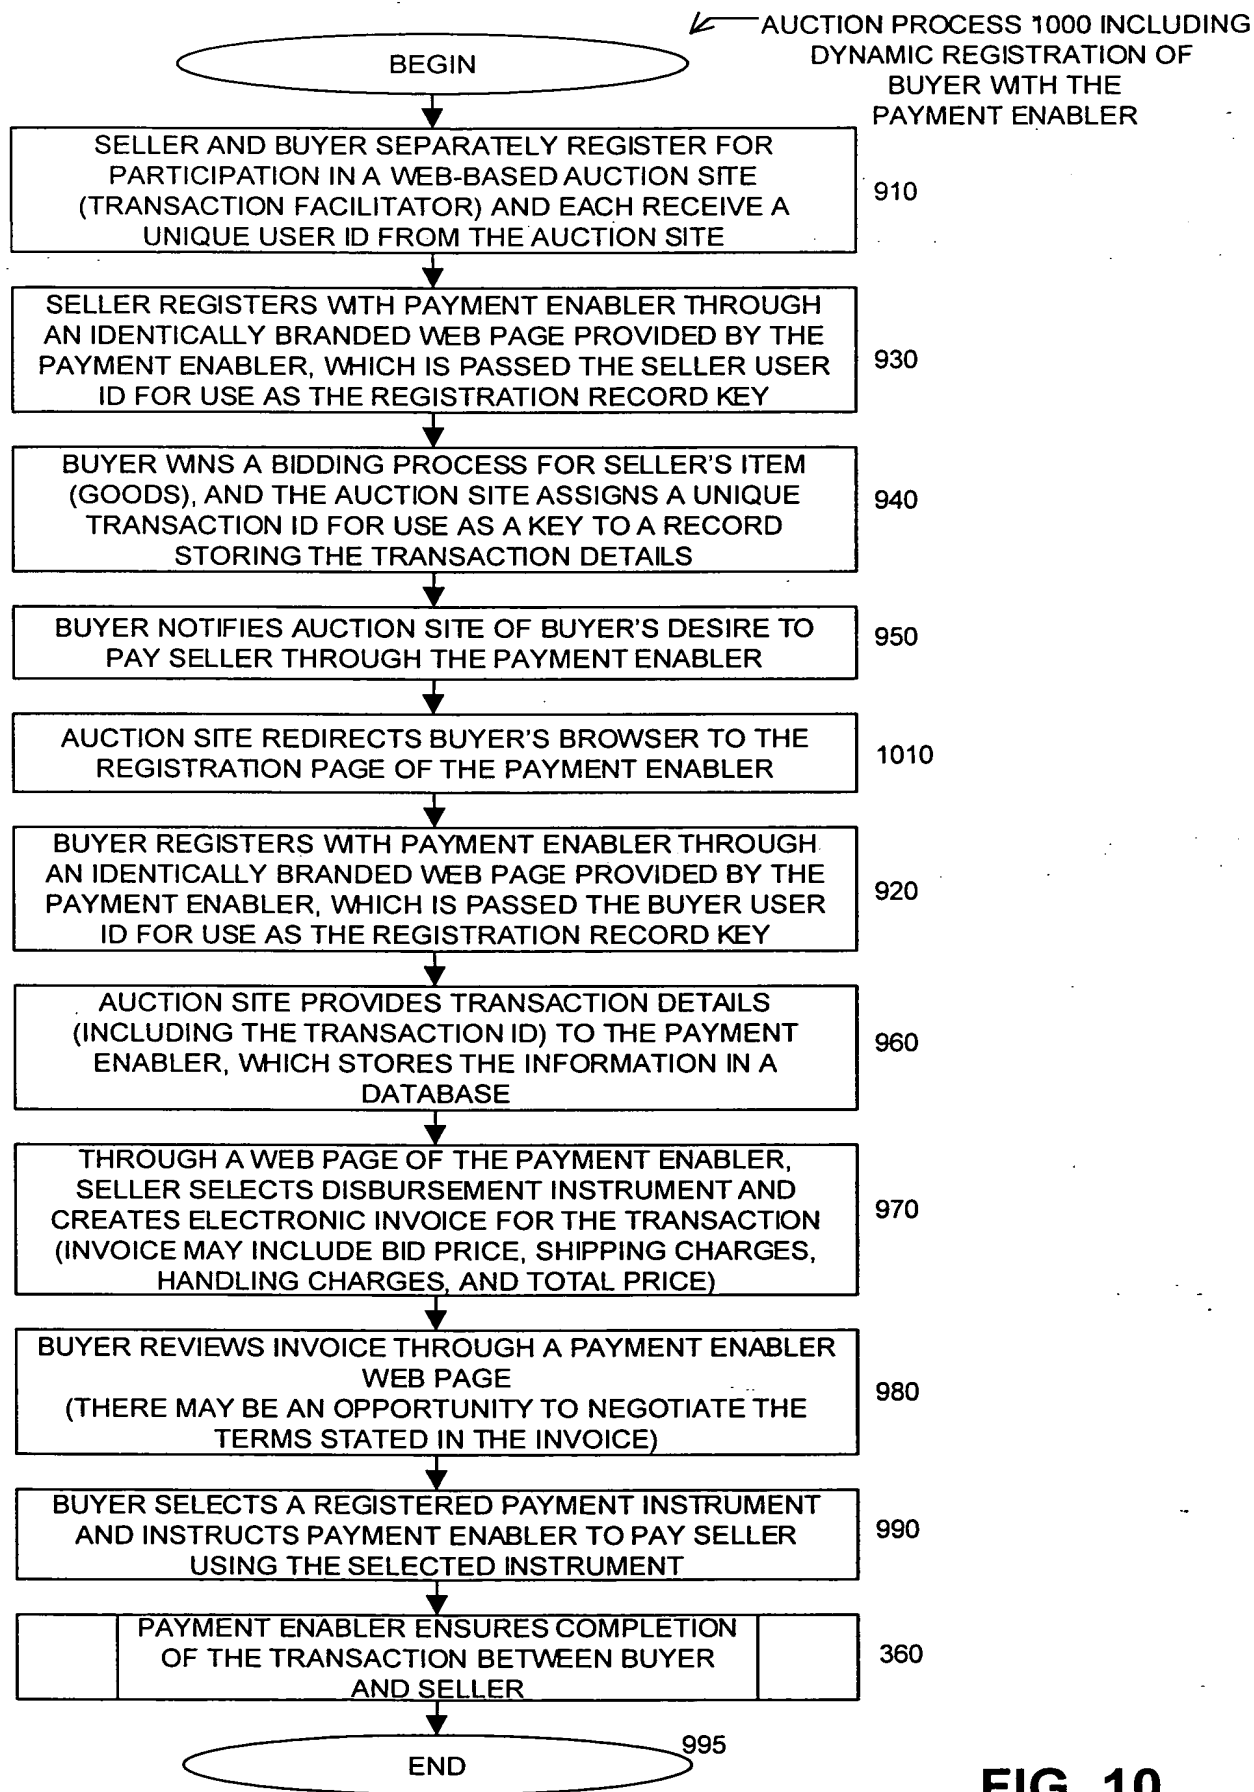 AUCTION PROCESS 1000 INCLUDING
DYNAMIC REGISTRATION OF
BUYER WITH THE
PAYMENT ENABLER
BEGIN
SELLER AND BUYER SEPARATELY REGISTER FOR
PARTICIPATION IN A WEB-BASED AUCTION SITE
(TRANSACTION FACILITATOR) AND EACH RECEIVE A
UNIQUE USER ID FROM THE AUCTION SITE
910
SELLER REGISTERS WITH PAYMENT ENABLER THROUGH
AN IDENTICALLY BRANDED WEB PAGE PROVIDED BY THE
PAYMENT ENABLER, WHICH IS PASSED THE SELLER USER
ID FOR USE AS THE REGISTRATION RECORD KEY
930
BUYER WINS A BIDDING PROCESS FOR SELLER'S ITEM
(GOODS), AND THE AUCTION SITE ASSIGNS A UNIQUE
TRANSACTION ID FOR USE AS A KEY TO A RECORD
STORING THE TRANSACTION DETAILS
940
BUYER NOTIFIES AUCTION SITE OF BUYER'S DESIRE TO
PAY SELLER THROUGH THE PAYMENT ENABLER
950
AUCTION SITE REDIRECTS BUYER'S BROWSER TO THE
REGISTRATION PAGE OF THE PAYMENT ENABLER
1010
BUYER REGISTERS WITH PAYMENT ENABLER THROUGH
AN IDENTICALLY BRANDED WEB PAGE PROVIDED BY THE
PAYMENT ENABLER, WHICH IS PASSED THE BUYER USER
ID FOR USE AS THE REGISTRATION RECORD KEY
920
AUCTION SITE PROVIDES TRANSACTION DETAILS
(INCLUDING THE TRANSACTION ID) TO THE PAYMENT
ENABLER, WHICH STORES THE INFORMATION IN A
DATABASE
960
THROUGH A WEB PAGE OF THE PAYMENT ENABLER,
SELLER SELECTS DISBURSEMENT INSTRUMENT AND
CREATES ELECTRONIC INVOICE FOR THE TRANSACTION
(INVOICE MAY INCLUDE BID PRICE, SHIPPING CHARGES,
HANDLING CHARGES, AND TOTAL PRICE)
970
BUYER REVIEWS INVOICE THROUGH A PAYMENT ENABLER
WEB PAGE
(THERE MAY BE AN OPPORTUNITY TO NEGOTIATE THE
TERMS STATED IN THE INVOICE)
980
BUYER SELECTS A REGISTERED PAYMENT INSTRUMENT
AND INSTRUCTS PAYMENT ENABLER TO PAY SELLER
USING THE SELECTED INSTRUMENT
990
PAYMENT ENABLER ENSURES COMPLETION
OF THE TRANSACTION BETWEEN BUYER
AND SELLER
360
END
995
FIG. 10